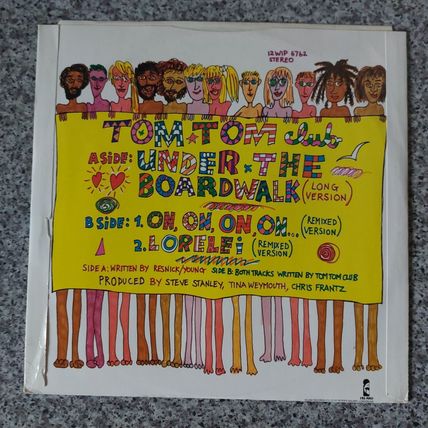 12WIP 6762
STEREO
TOM★TOM club
A SIDE: UNDER ★ THE
BOARDWALK (LONG VERSION)
B SIDE: 1. ON, ON, ON, ON... (REMIXED VERSION)
2. LORELEi (REMIXED VERSION)
SIDE A: WRITTEN BY RESNICK/YOUNG SIDE B: BOTH TRACKS WRITTEN BY TOM TOM CLUB
PRODUCED BY STEVE STANLEY, TINA WEYMOUTH, CHRIS FRANTZ